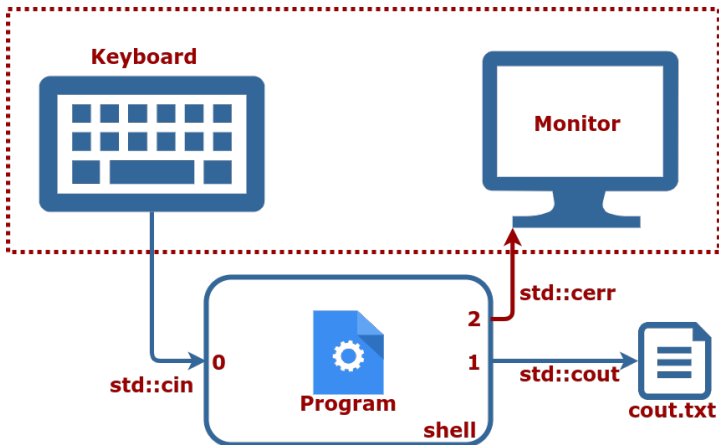 Keyboard
Monitor
std::cerr
2
0
1
std::cin
std::cout
Program
cout.txt
shell